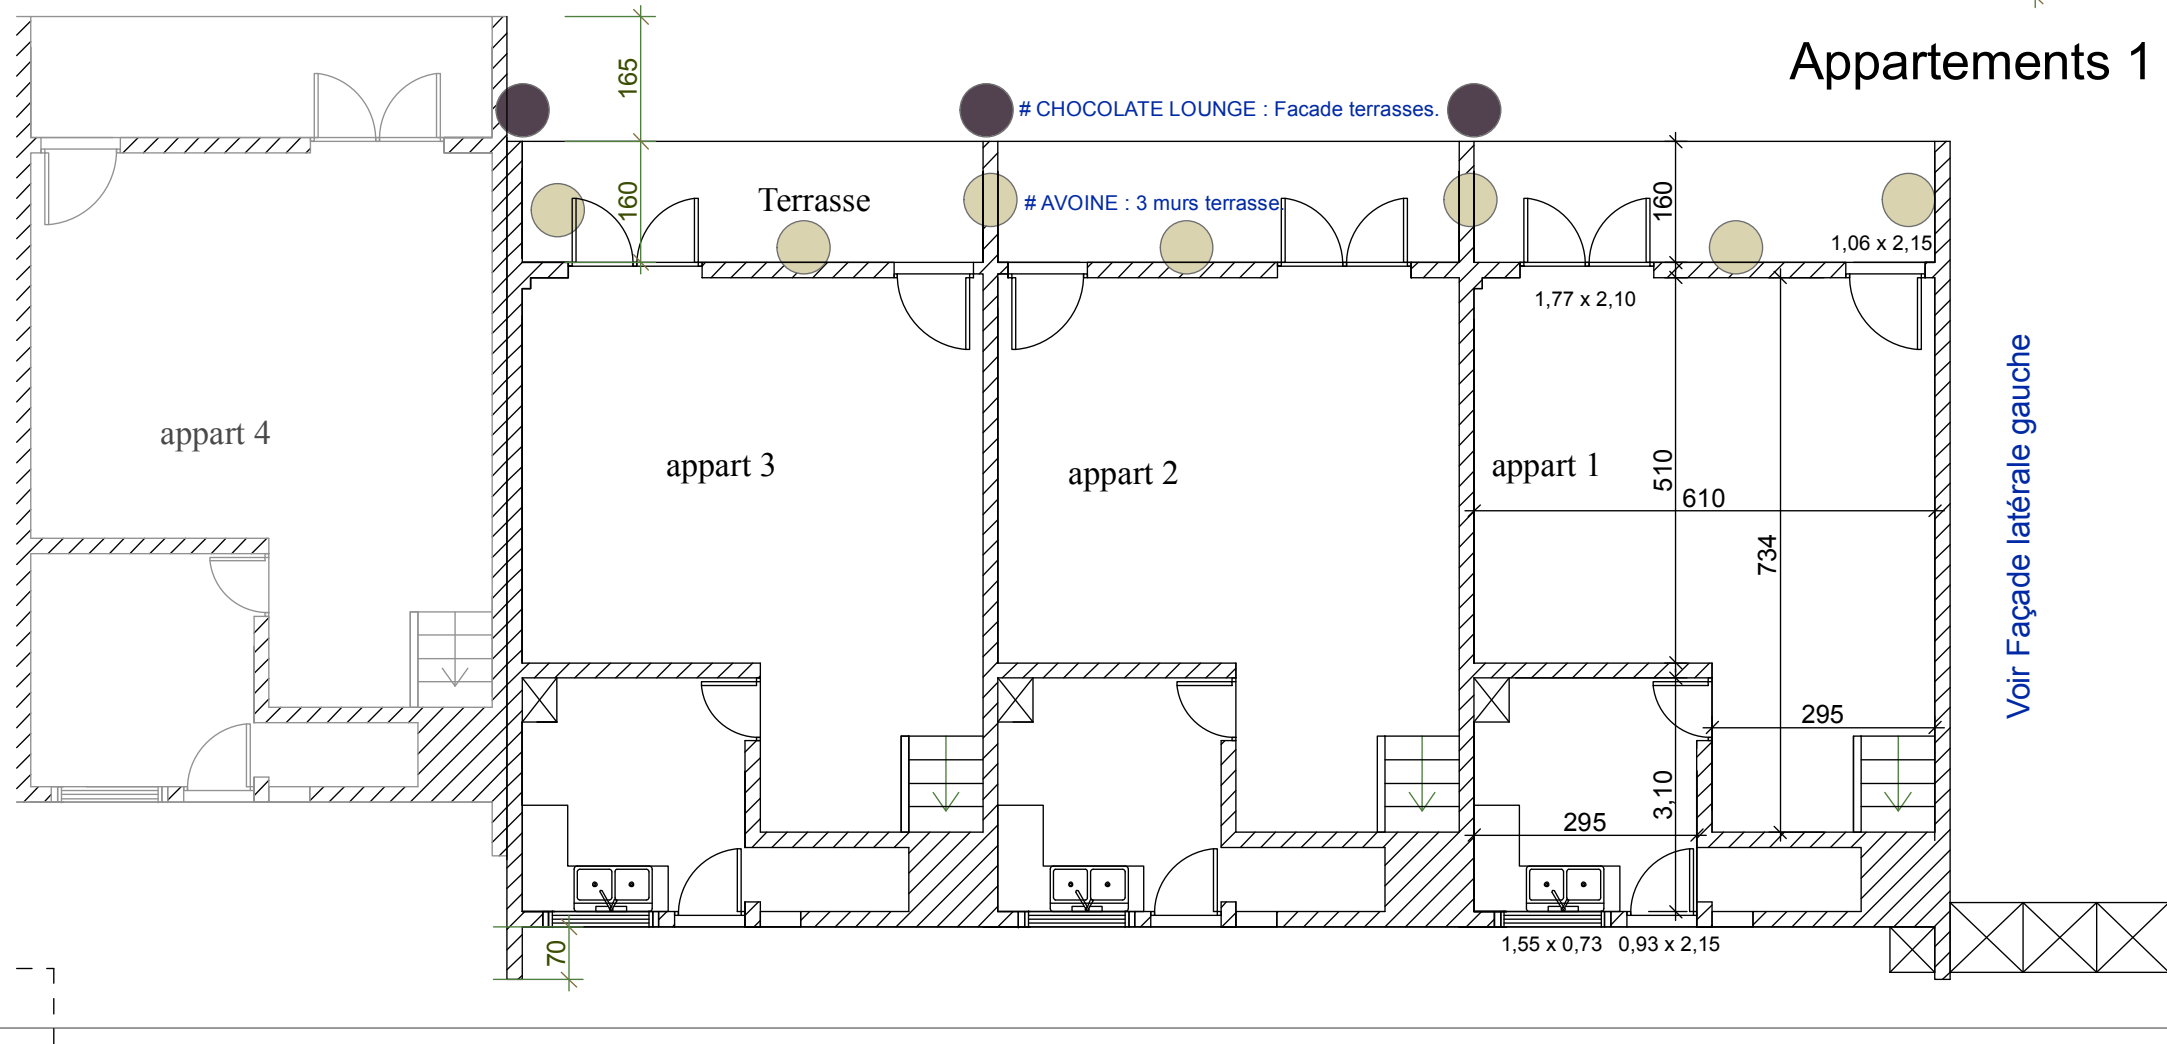 Appartements 1
165
# CHOCOLATE LOUNGE : Facade terrasses.
160
Terrasse
# AVOINE : 3 murs terrasse.
160
1,06 x 2,15
1,77 x 2,10
appart 4
appart 3
appart 2
appart 1
510
610
734
Voir Façade latérale gauche
295
3,10
295
70
1,55 x 0,73
0,93 x 2,15